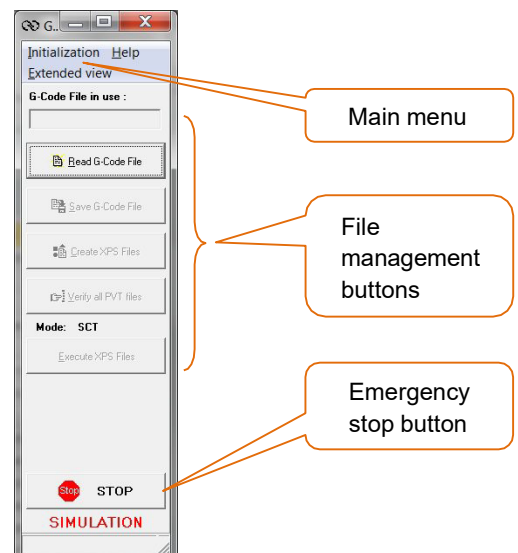 G..
Initialization Help
Extended view
G-Code File in use :
Read G-Code File
Save G-Code File
Create XPS Files
Verify all PVT files
Mode: SCT
Execute XPS Files
Stop STOP
SIMULATION
Main menu
File
management
buttons
Emergency
stop button